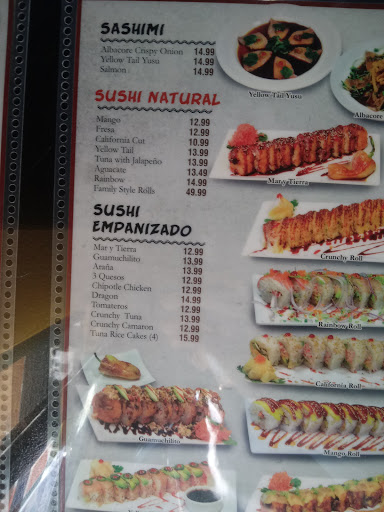 SASHIMI
Albacore Crispy Onion 14.99
Yellow Tail Yusu 14.99
Salmon 14.99
SUSHI NATURAL
Mango 12.99
Fresa 12.99
California Cut 10.99
Yellow Tail 13.99
Tuna with Jalapeño 13.99
Aguacate 13.49
Rainbow 14.99
Family Style Rolls 49.99
SUSHI
EMPANIZADO
Mar y Tierra 12.99
Guamuchilito 13.99
Araña 13.99
3 Quesos 12.99
Chipotle Chicken 12.99
Dragon 14.99
Tomateros 12.99
Crunchy Tuna 13.99
Crunchy Camaron 12.99
Tuna Rice Cakes (4) 15.99
Yellow Tail Yusu
Albacore
Mar y Tierra
Crunchy Roll
Rainbow Roll
California Roll
Guamuchilito
Mango Roll